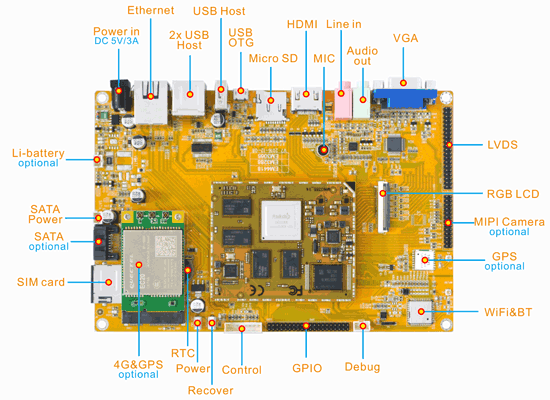 Ethernet
USB Host
Power in
DC 5V/3A
2x USB
Host
USB
OTG
HDMI
Line in
VGA
Micro SD
MIC
Audio
out
Li-battery
optional
LVDS
RGB LCD
SATA
Power
SATA
optional
MIPI Camera
optional
GPS
optional
SIM card
WiFi&BT
4G&GPS
optional
RTC
Power
Recover
Control
GPIO
Debug
CE
FC